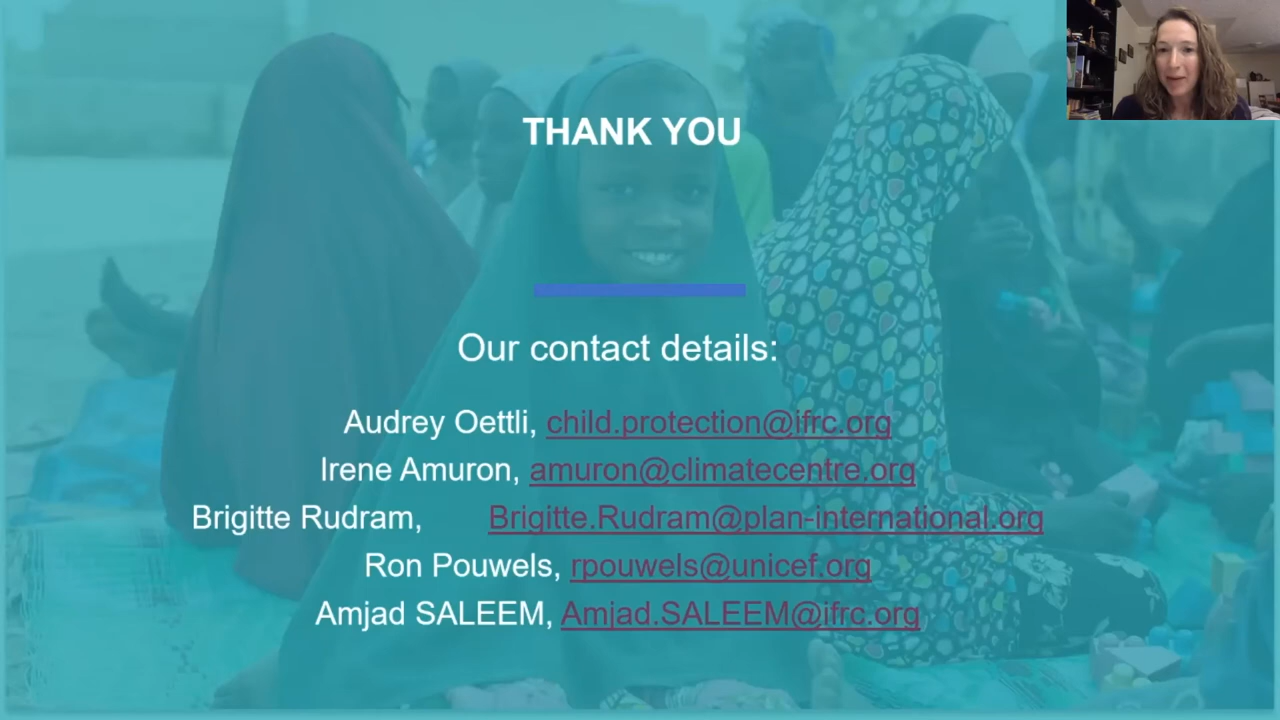 THANK YOU
Our contact details:
Audrey Oettli, child.protection@ifrc.org
Irene Amuron, amuron@climatecentre.org
Brigitte Rudram, Brigitte.Rudram@plan-international.org
Ron Pouwels, rpouwels@unicef.org
Amjad SALEEM, Amjad.SALEEM@ifrc.org